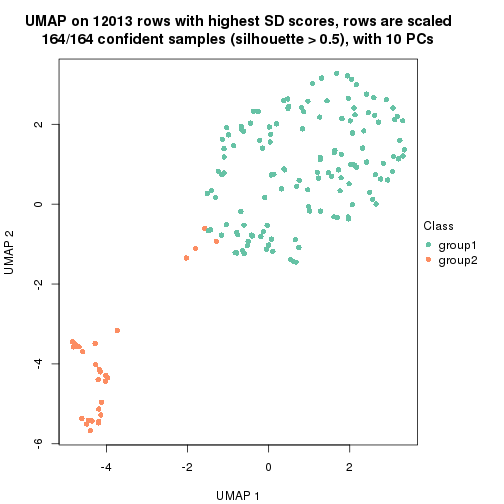 UMAP on 12013 rows with highest SD scores, rows are scaled
164/164 confident samples (silhouette > 0.5), with 10 PCs
2
0
-2
-4
-6
UMAP 2
-4
-2
0
2
UMAP 1
Class
group1
group2